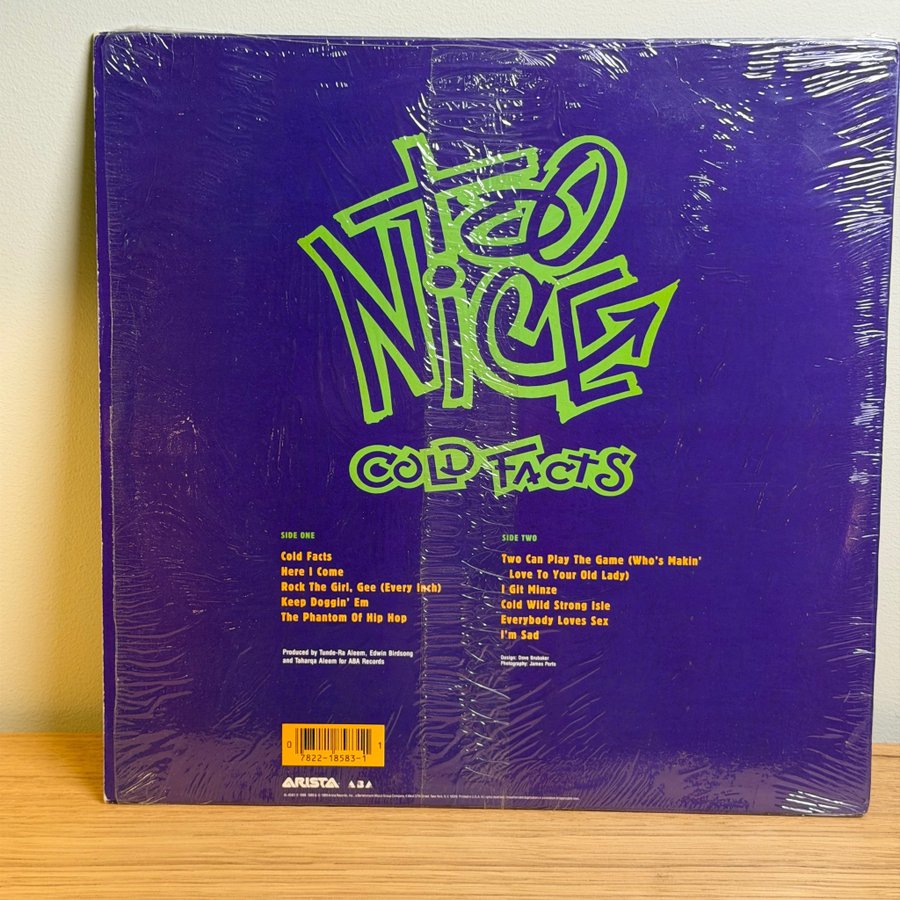 TOO
NICE
COLD FACTS
SIDE ONE
Cold Facts
Here I Come
Rock The Girl, Gee (Every Inch)
Keep Doggin' Em
The Phantom Of Hip Hop
Produced by Tunde-Ra Aleem, Edwin Birdsong
and Taharqa Aleem for ABA Records
SIDE TWO
Two Can Play The Game (Who's Makin'
Love To Your Old Lady)
I Git Minze
Cold Wild Strong Isle
Everybody Loves Sex
I'm Sad
Design: Dave Brubaker
Photography: James Porto
0 7822-18583-1 1
ARISTA ABA